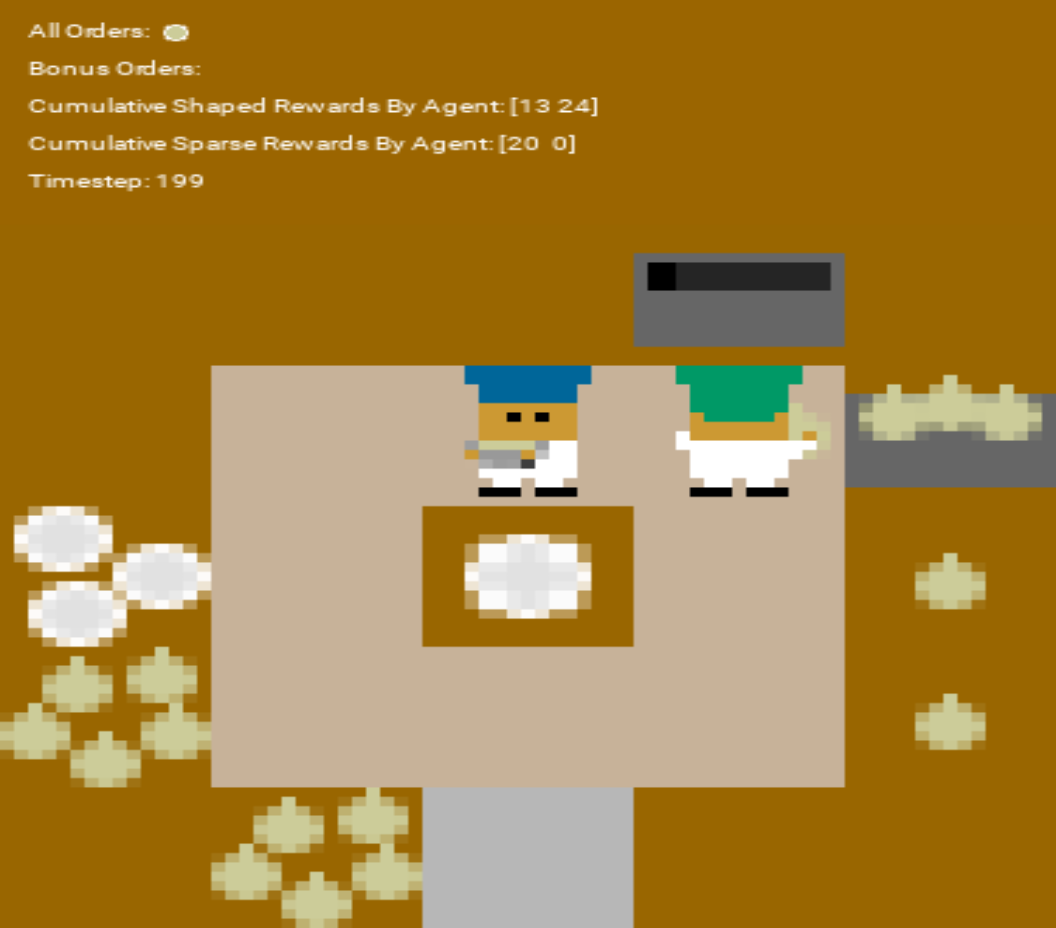 All Orders:
Bonus Orders:
Cumulative Shaped Rewards By Agent: [13 24]
Cumulative Sparse Rewards By Agent: [20  0]
Timestep: 199